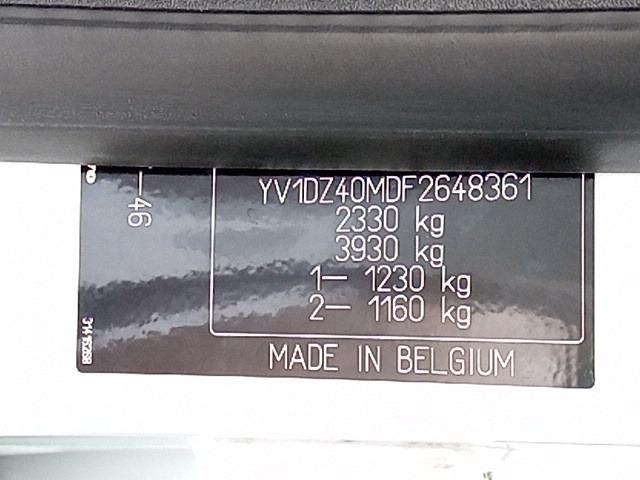 YV1DZ40MDF2648361
2330 kg
3930 kg
1— 1230 kg
2— 1160 kg
MADE IN BELGIUM
—46